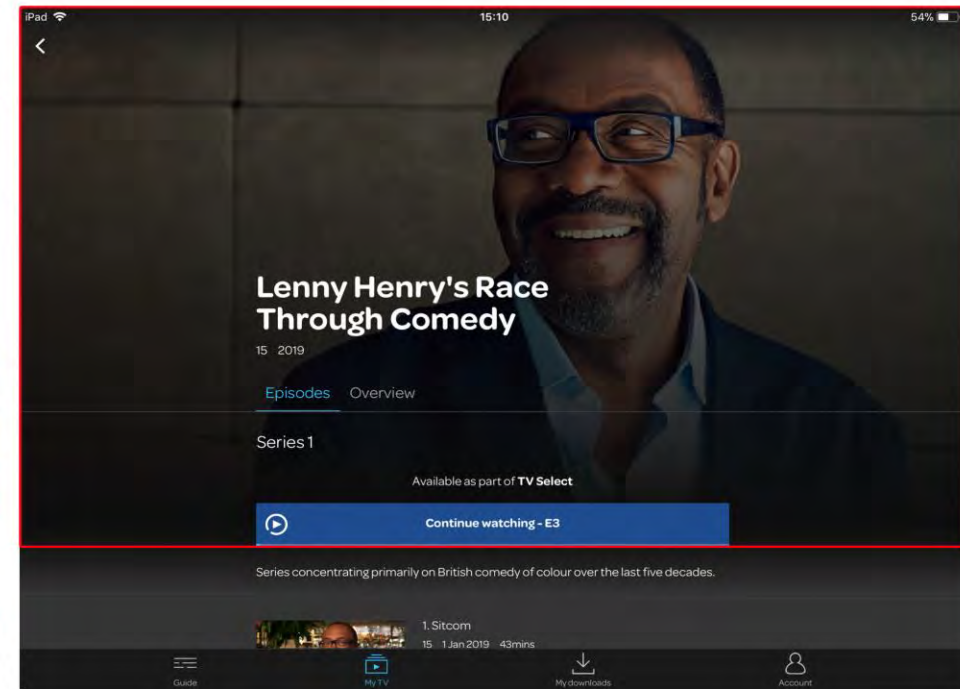 iPad 15:10 54%
Lenny Henry's Race
Through Comedy
15 2019
Episodes Overview
Series 1
Available as part of TV Select
Continue watching - E3
Series concentrating primarily on British comedy of colour over the last five decades.
1. Sitcom
15 1 Jan 2019 43mins
Guide My TV My downloads Account